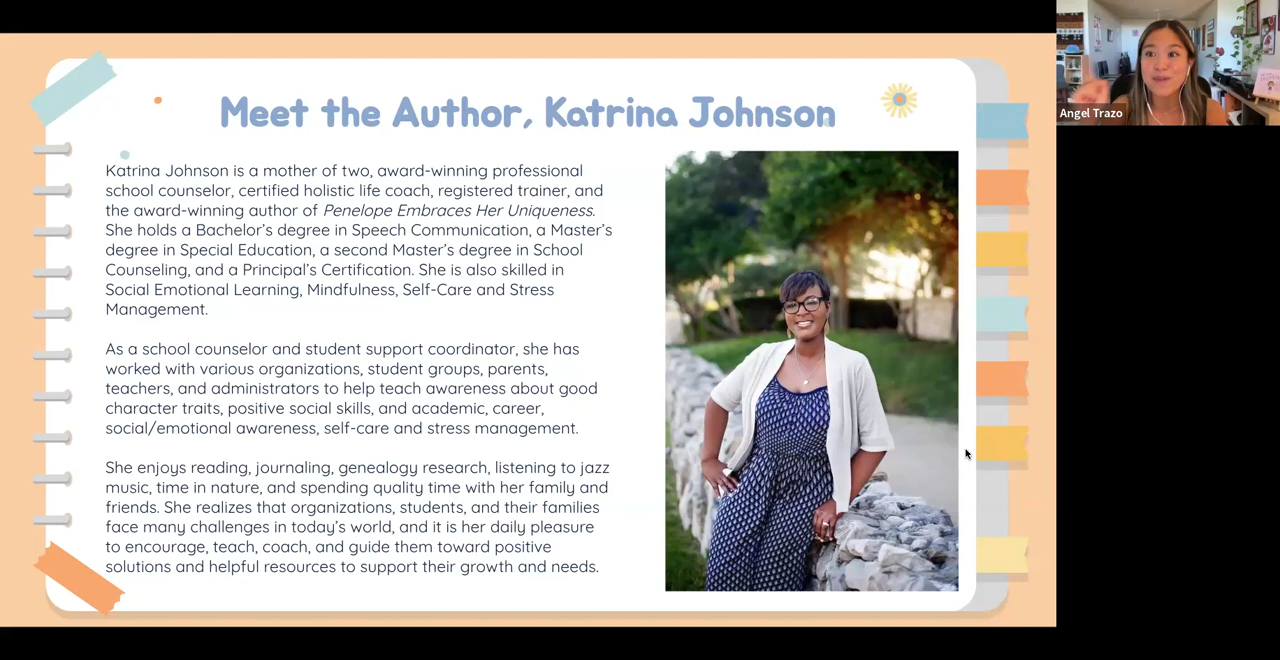 Meet the Author, Katrina Johnson
Katrina Johnson is a mother of two, award-winning professional
school counselor, certified holistic life coach, registered trainer, and
the award-winning author of Penelope Embraces Her Uniqueness.
She holds a Bachelor's degree in Speech Communication, a Master's
degree in Special Education, a second Master's degree in School
Counseling, and a Principal's Certification. She is also skilled in
Social Emotional Learning, Mindfulness, Self-Care and Stress
Management.
As a school counselor and student support coordinator, she has
worked with various organizations, student groups, parents,
teachers, and administrators to help teach awareness about good
character traits, positive social skills, and academic, career,
social/emotional awareness, self-care and stress management.
She enjoys reading, journaling, genealogy research, listening to jazz
music, time in nature, and spending quality time with her family and
friends. She realizes that organizations, students, and their families
face many challenges in today's world, and it is her daily pleasure
to encourage, teach, coach, and guide them toward positive
solutions and helpful resources to support their growth and needs.
Angel Trazo